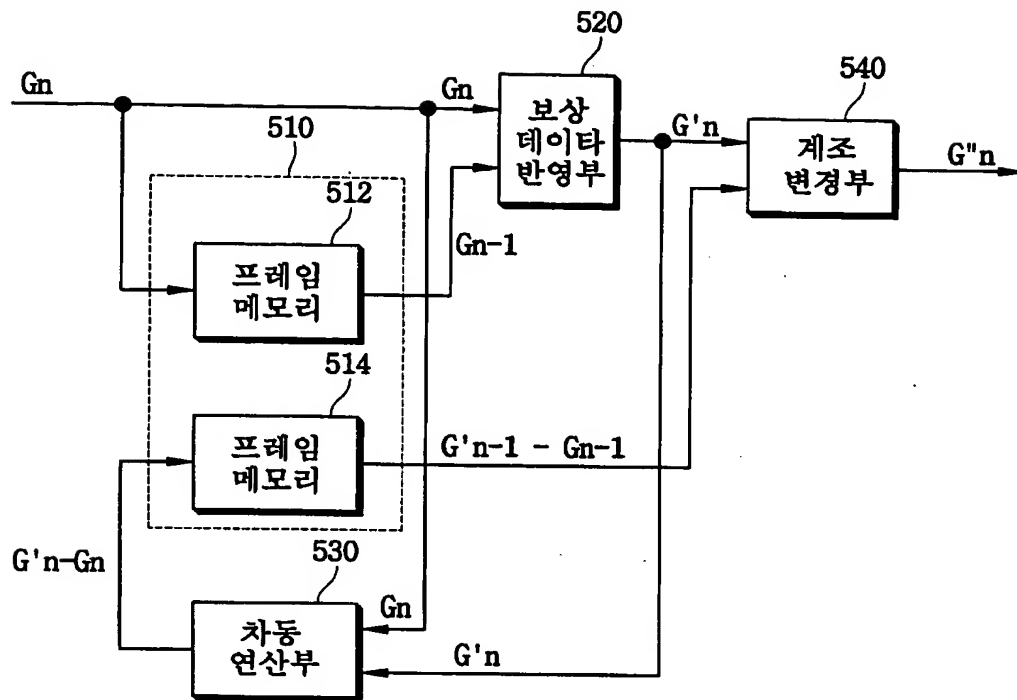 520
540
Gn
Gn
보상
데이타
반영부
G'n
계조
변경부
G"n
510
512
Gn-1
프레임
메모리
514
프레임
메모리
G'n-1 - Gn-1
G'n-Gn
530
차동
연산부
Gn
G'n